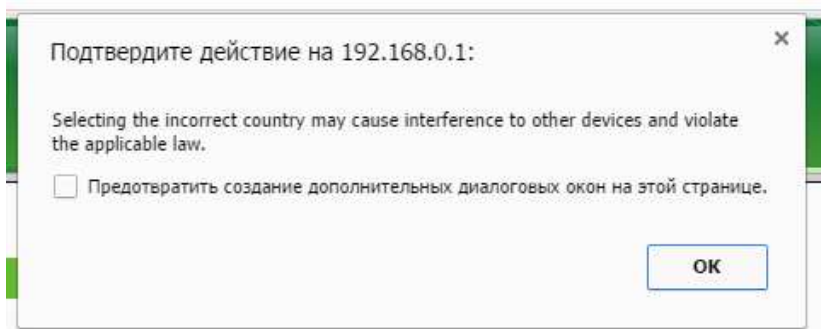 Подтвердите действие на 192.168.0.1:
Selecting the incorrect country may cause interference to other devices and violate
the applicable law.
Предотвратить создание дополнительных диалоговых окон на этой странице.
ОК